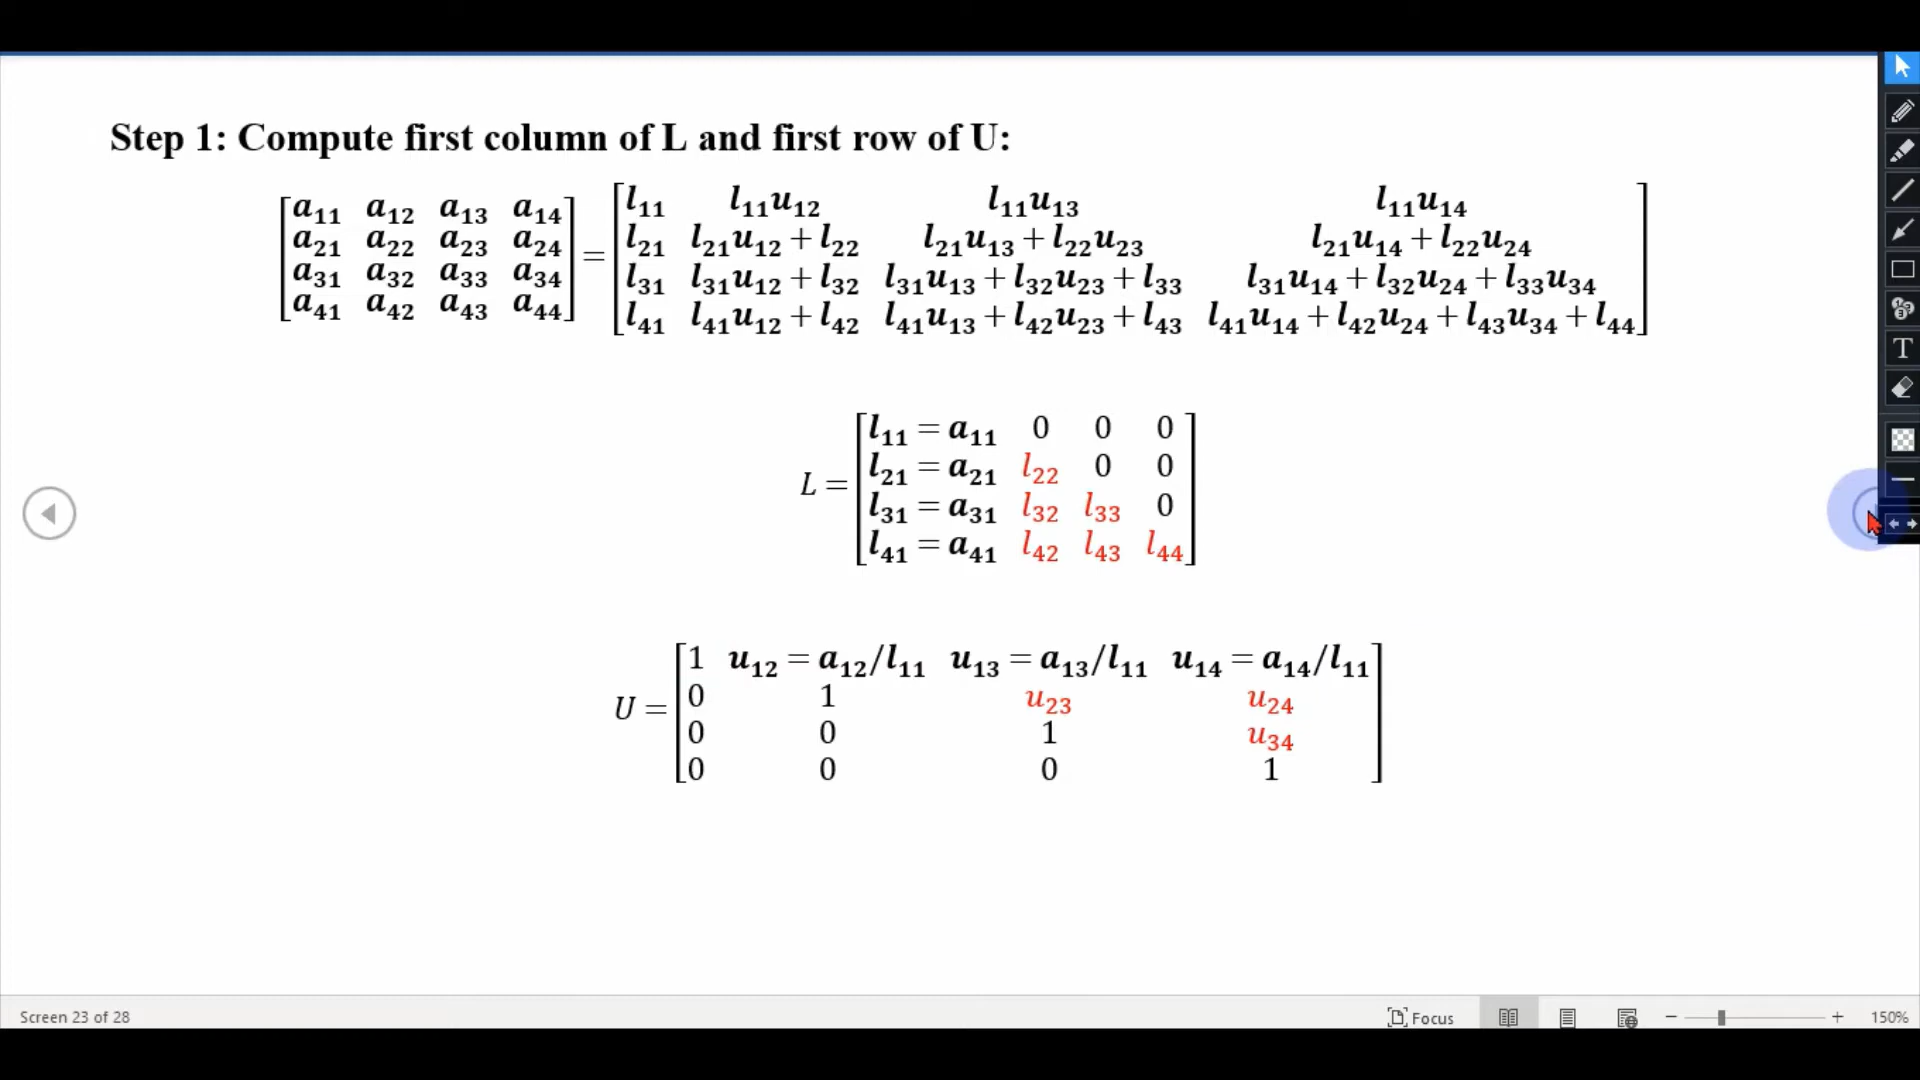 Step 1: Compute first column of L and first row of U:
[a₁₁ a₁₂ a₁₃ a₁₄] = [l₁₁ l₁₁u₁₂ l₁₁u₁₃ l₁₁u₁₄]
[a₂₁ a₂₂ a₂₃ a₂₄] [l₂₁ l₂₁u₁₂ + l₂₂ l₂₁u₁₃ + l₂₂u₂₃ l₂₁u₁₄ + l₂₂u₂₄]
[a₃₁ a₃₂ a₃₃ a₃₄] [l₃₁ l₃₁u₁₂ + l₃₂ l₃₁u₁₃ + l₃₂u₂₃ + l₃₃ l₃₁u₁₄ + l₃₂u₂₄ + l₃₃u₃₄]
[a₄₁ a₄₂ a₄₃ a₄₄] [l₄₁ l₄₁u₁₂ + l₄₂ l₄₁u₁₃ + l₄₂u₂₃ + l₄₃ l₄₁u₁₄ + l₄₂u₂₄ + l₄₃u₃₄ + l₄₄]
L = [l₁₁ = a₁₁ 0 0 0]
[l₂₁ = a₂₁ l₂₂ 0 0]
[l₃₁ = a₃₁ l₃₂ l₃₃ 0]
[l₄₁ = a₄₁ l₄₂ l₄₃ l₄₄]
U = [1 u₁₂ = a₁₂/l₁₁ u₁₃ = a₁₃/l₁₁ u₁₄ = a₁₄/l₁₁]
[0 1 u₂₃ u₂₄]
[0 0 1 u₃₄]
[0 0 0 1]
T
Screen 23 of 28
Focus
150%